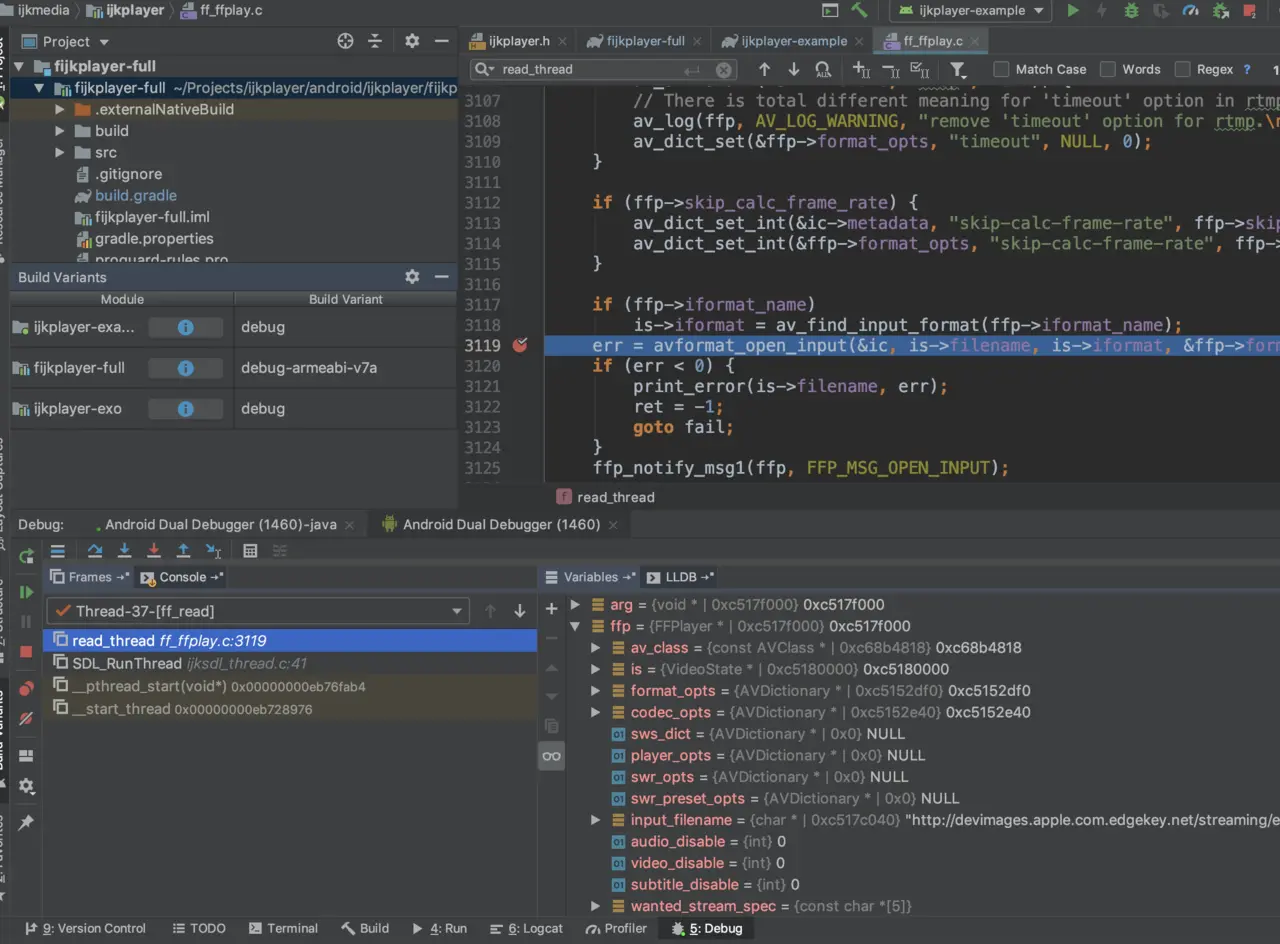 ijkmedia ijkplayer ff_ffplay.c
ijkplayer-example
Project
fijkplayer-full
fijkplayer-full ~/Projects/ijkplayer/android/ijkplayer/fijkp
.externalNativeBuild
build
src
.gitignore
build.gradle
fijkplayer-full.iml
gradle.properties
proguard-rules.pro
Build Variants
Module Build Variant
ijkplayer-exa... debug
fijkplayer-full debug-armeabi-v7a
ijkplayer-exo debug
ijkplayer.h fijkplayer-full ijkplayer-example ff_ffplay.c
read_thread Match Case Words Regex ?
3107 // There is total different meaning for 'timeout' option in rtmp
3108 av_log(ffp, AV_LOG_WARNING, "remove 'timeout' option for rtmp.\
3109 av_dict_set(&ffp->format_opts, "timeout", NULL, 0);
3110 }
3111
3112 if (ffp->skip_calc_frame_rate) {
3113 av_dict_set_int(&ic->metadata, "skip-calc-frame-rate", ffp->skip
3114 av_dict_set_int(&ffp->format_opts, "skip-calc-frame-rate", ffp->
3115 }
3116
3117 if (ffp->iformat_name)
3118 is->iformat = av_find_input_format(ffp->iformat_name);
3119 err = avformat_open_input(&ic, is->filename, is->iformat, &ffp->for
3120 if (err < 0) {
3121 print_error(is->filename, err);
3122 ret = -1;
3123 goto fail;
3124 }
3125 ffp_notify_msg1(ffp, FFP_MSG_OPEN_INPUT);
f read_thread
Debug: Android Dual Debugger (1460)-java Android Dual Debugger (1460)
Frames Console
Thread-37-[ff_read]
read_thread ff_ffplay.c:3119
SDL_RunThread ijksdl_thread.c:41
__pthread_start(void*) 0x00000000eb76fab4
__start_thread 0x00000000eb728976
Variables LLDB
arg = {void * | 0xc517f000} 0xc517f000
ffp = {FFPlayer * | 0xc517f000} 0xc517f000
av_class = {const AVClass * | 0xc68b4818} 0xc68b4818
is = {VideoState * | 0xc5180000} 0xc5180000
format_opts = {AVDictionary * | 0xc5152df0} 0xc5152df0
codec_opts = {AVDictionary * | 0xc5152e40} 0xc5152e40
sws_dict = {AVDictionary * | 0x0} NULL
player_opts = {AVDictionary * | 0x0} NULL
swr_opts = {AVDictionary * | 0x0} NULL
swr_preset_opts = {AVDictionary * | 0x0} NULL
input_filename = {char * | 0xc517c040} "http://devimages.apple.com.edgekey.net/streaming/e
audio_disable = {int} 0
video_disable = {int} 0
subtitle_disable = {int} 0
wanted_stream_spec = {const char *[5]}
9: Version Control TODO Terminal Build 4: Run 6: Logcat Profiler 5: Debug